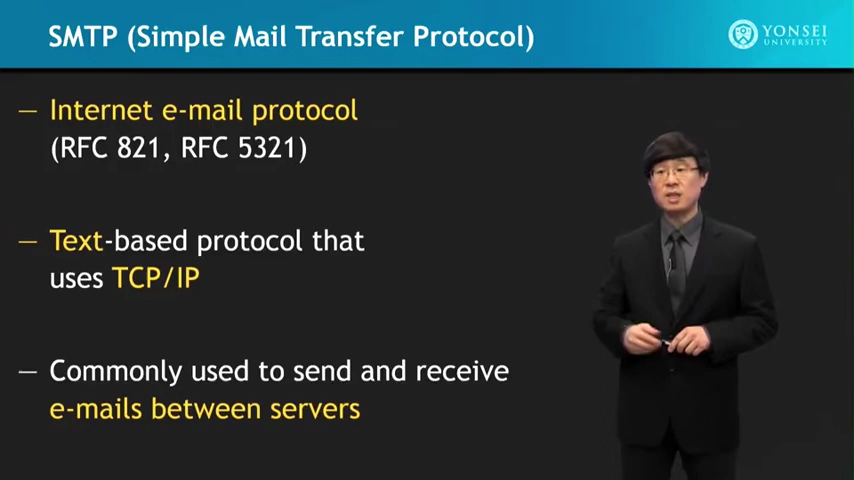 SMTP (Simple Mail Transfer Protocol)
YONSEI
UNIVERSITY
— Internet e-mail protocol
(RFC 821, RFC 5321)
— Text-based protocol that
uses TCP/IP
— Commonly used to send and receive
e-mails between servers